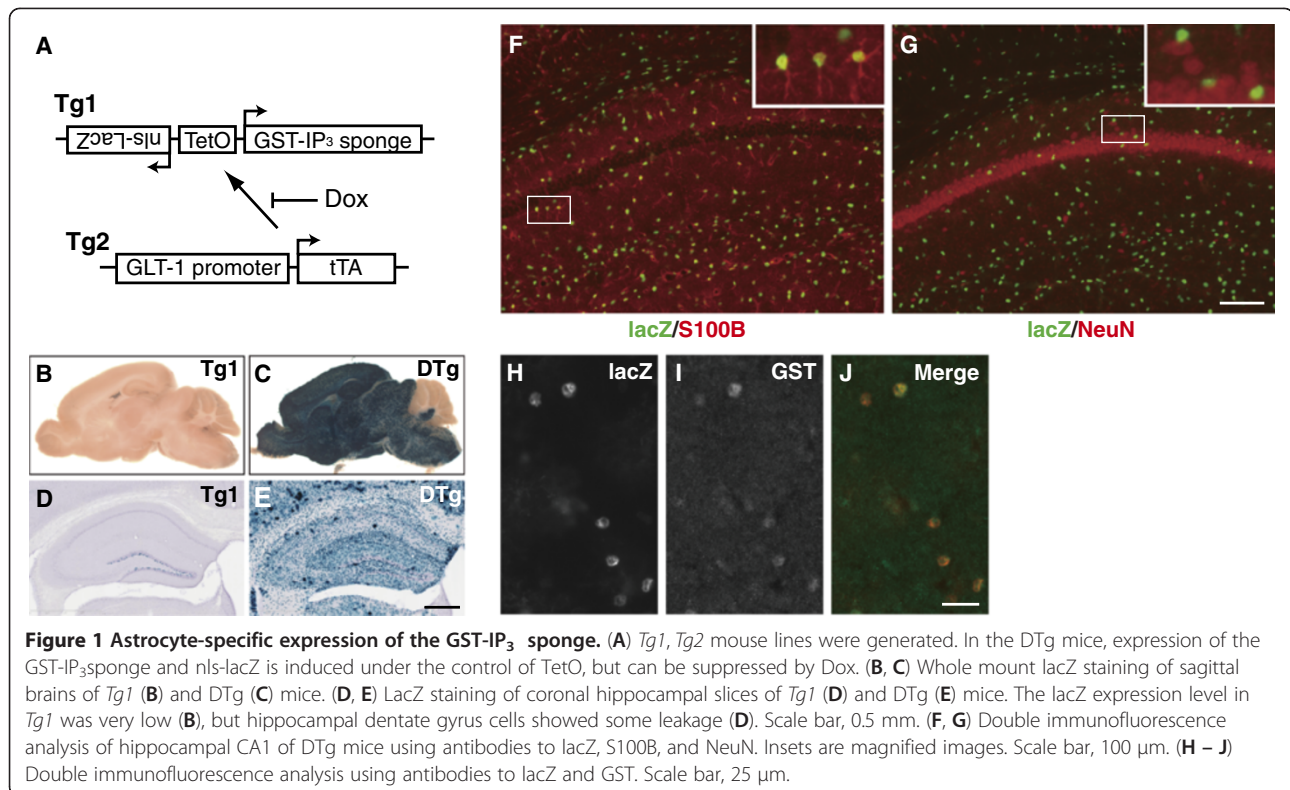 A
Tg1
nls-LacZ
TetO
GST-IP3 sponge
Dox
Tg2
GLT-1 promoter
tTA
B
Tg1
C
DTg
D
Tg1
E
DTg
F
lacZ/S100B
G
lacZ/NeuN
H
lacZ
I
GST
J
Merge
Figure 1 Astrocyte-specific expression of the GST-IP3 sponge. (A) Tg1, Tg2 mouse lines were generated. In the DTg mice, expression of the
GST-IP3sponge and nls-lacZ is induced under the control of TetO, but can be suppressed by Dox. (B, C) Whole mount lacZ staining of sagittal
brains of Tg1 (B) and DTg (C) mice. (D, E) LacZ staining of coronal hippocampal slices of Tg1 (D) and DTg (E) mice. The lacZ expression level in
Tg1 was very low (B), but hippocampal dentate gyrus cells showed some leakage (D). Scale bar, 0.5 mm. (F, G) Double immunofluorescence
analysis of hippocampal CA1 of DTg mice using antibodies to lacZ, S100B, and NeuN. Insets are magnified images. Scale bar, 100 μm. (H – J)
Double immunofluorescence analysis using antibodies to lacZ and GST. Scale bar, 25 μm.